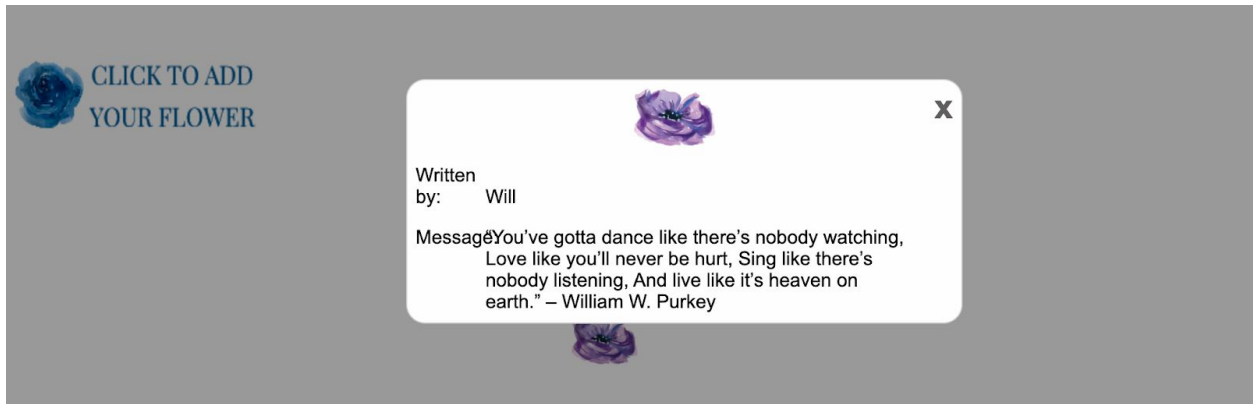 CLICK TO ADD
YOUR FLOWER
X
Written
by: Will
Message“You’ve gotta dance like there’s nobody watching,
Love like you’ll never be hurt, Sing like there’s
nobody listening, And live like it’s heaven on
earth.” – William W. Purkey